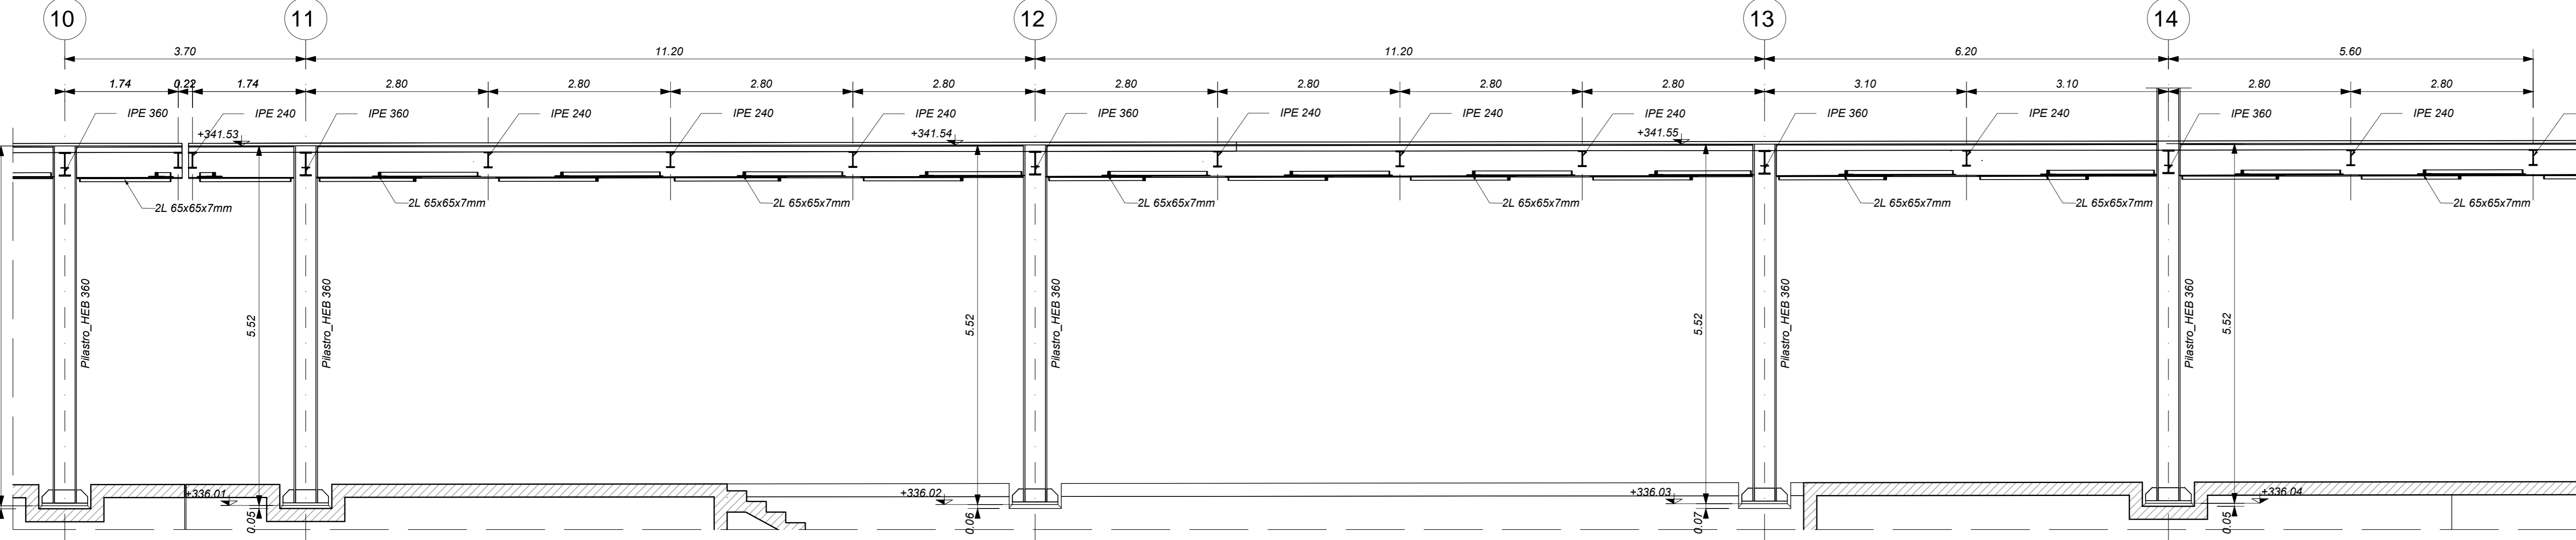 10 11 12 13 14
3.70 11.20 11.20 6.20 5.60
1.74 0.22 1.74 2.80 2.80 2.80 2.80 2.80 2.80 2.80 2.80 3.10 3.10 2.80 2.80
IPE 360 IPE 240 IPE 360 IPE 240 IPE 240 IPE 240 IPE 360 IPE 240 IPE 240 IPE 240 IPE 360 IPE 240 IPE 360 IPE 240
+341.53 +341.54 +341.55
2L 65x65x7mm 2L 65x65x7mm 2L 65x65x7mm 2L 65x65x7mm 2L 65x65x7mm 2L 65x65x7mm 2L 65x65x7mm 2L 65x65x7mm
Pilastro_HEB 360
5.52
Pilastro_HEB 360
5.52
Pilastro_HEB 360
5.52
Pilastro_HEB 360
Pilastro_HEB 360
5.52
+336.01 +336.02 +336.03 +336.04
0.05 0.06 0.07 0.05